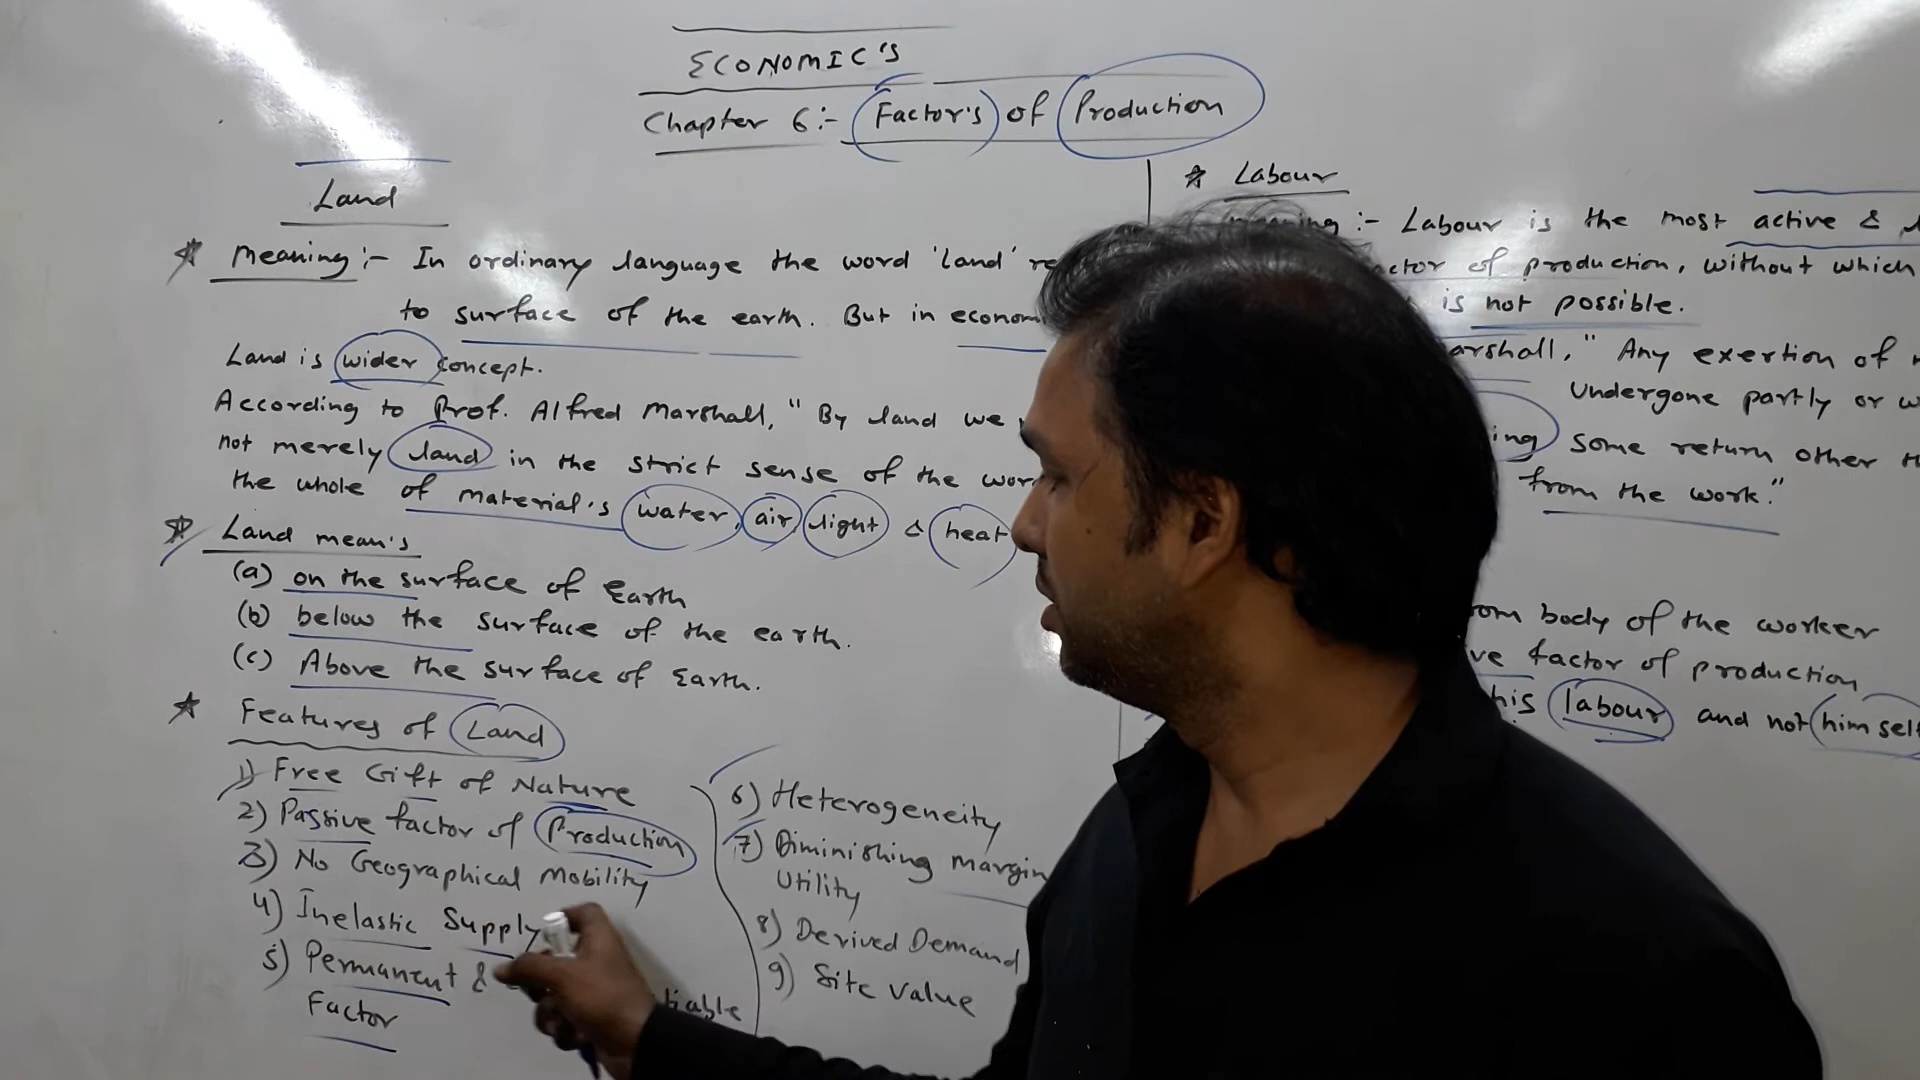 ECONOMIC'S
Chapter 6:- Factor's of Production
Land
* Meaning:- In ordinary language the word 'land' re
to surface of the earth. But in econom
Land is wider concept.
According to Prof. Alfred Marshall, "By land we
not merely land in the strict sense of the wor
the whole of material's water, air, light & heat
* Land mean's
(a) on the surface of Earth
(b) below the surface of the earth.
(c) Above the surface of Earth.
* Features of Land
1) Free Gift of Nature
2) Passive factor of Production
3) No Geographical Mobility
4) Inelastic Supply
5) Permanent &
Factor
6) Heterogeneity
7) Diminishing Margin
Utility
8) Derived Demand
9) Site Value
* Labour
:- Labour is the most active &
ctor of production, without which
is not possible.
arshall, "Any exertion of
undergone partly or w
ing some return other th
from the work."
om body of the worker
ve factor of production
his labour and not himself